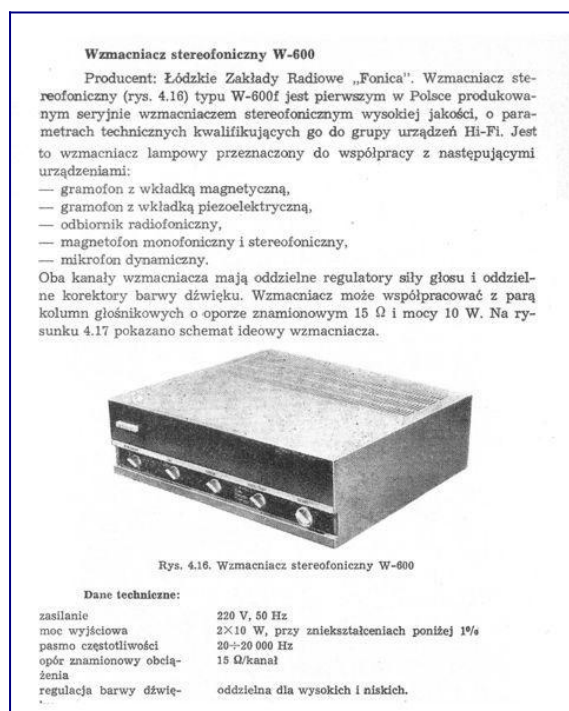 Wzmacniacz stereofoniczny W-600
Producent: Łódzkie Zakłady Radiowe „Fonica". Wzmacniacz ste-
reofoniczny (rys. 4.16) typu W-600f jest pierwszym w Polsce produkowa-
nym seryjnie wzmacniaczem stereofonicznym wysokiej jakości, o para-
metrach technicznych kwalifikujących go do grupy urządzeń Hi-Fi. Jest
to wzmacniacz lampowy przeznaczony do współpracy z następującymi
urządzeniami:
— gramofon z wkładką magnetyczną,
— gramofon z wkładką piezoelektryczną,
— odbiornik radiofoniczny,
— magnetofon monofoniczny i stereofoniczny,
— mikrofon dynamiczny.
Oba kanały wzmacniacza mają oddzielne regulatory siły głosu i oddziel-
ne korektory barwy dźwięku. Wzmacniacz może współpracować z parą
kolumn głośnikowych o oporze znamionowym 15 Ω i mocy 10 W. Na ry-
sunku 4.17 pokazano schemat ideowy wzmacniacza.
Rys. 4.16. Wzmacniacz stereofoniczny W-600
Dane techniczne:
zasilanie 220 V, 50 Hz
moc wyjściowa 2×10 W, przy zniekształceniach poniżej 1%
pasmo częstotliwości 20÷20 000 Hz
opór znamionowy obcią- 15 Ω/kanał
żenia
regulacja barwy dźwię- oddzielna dla wysokich i niskich.